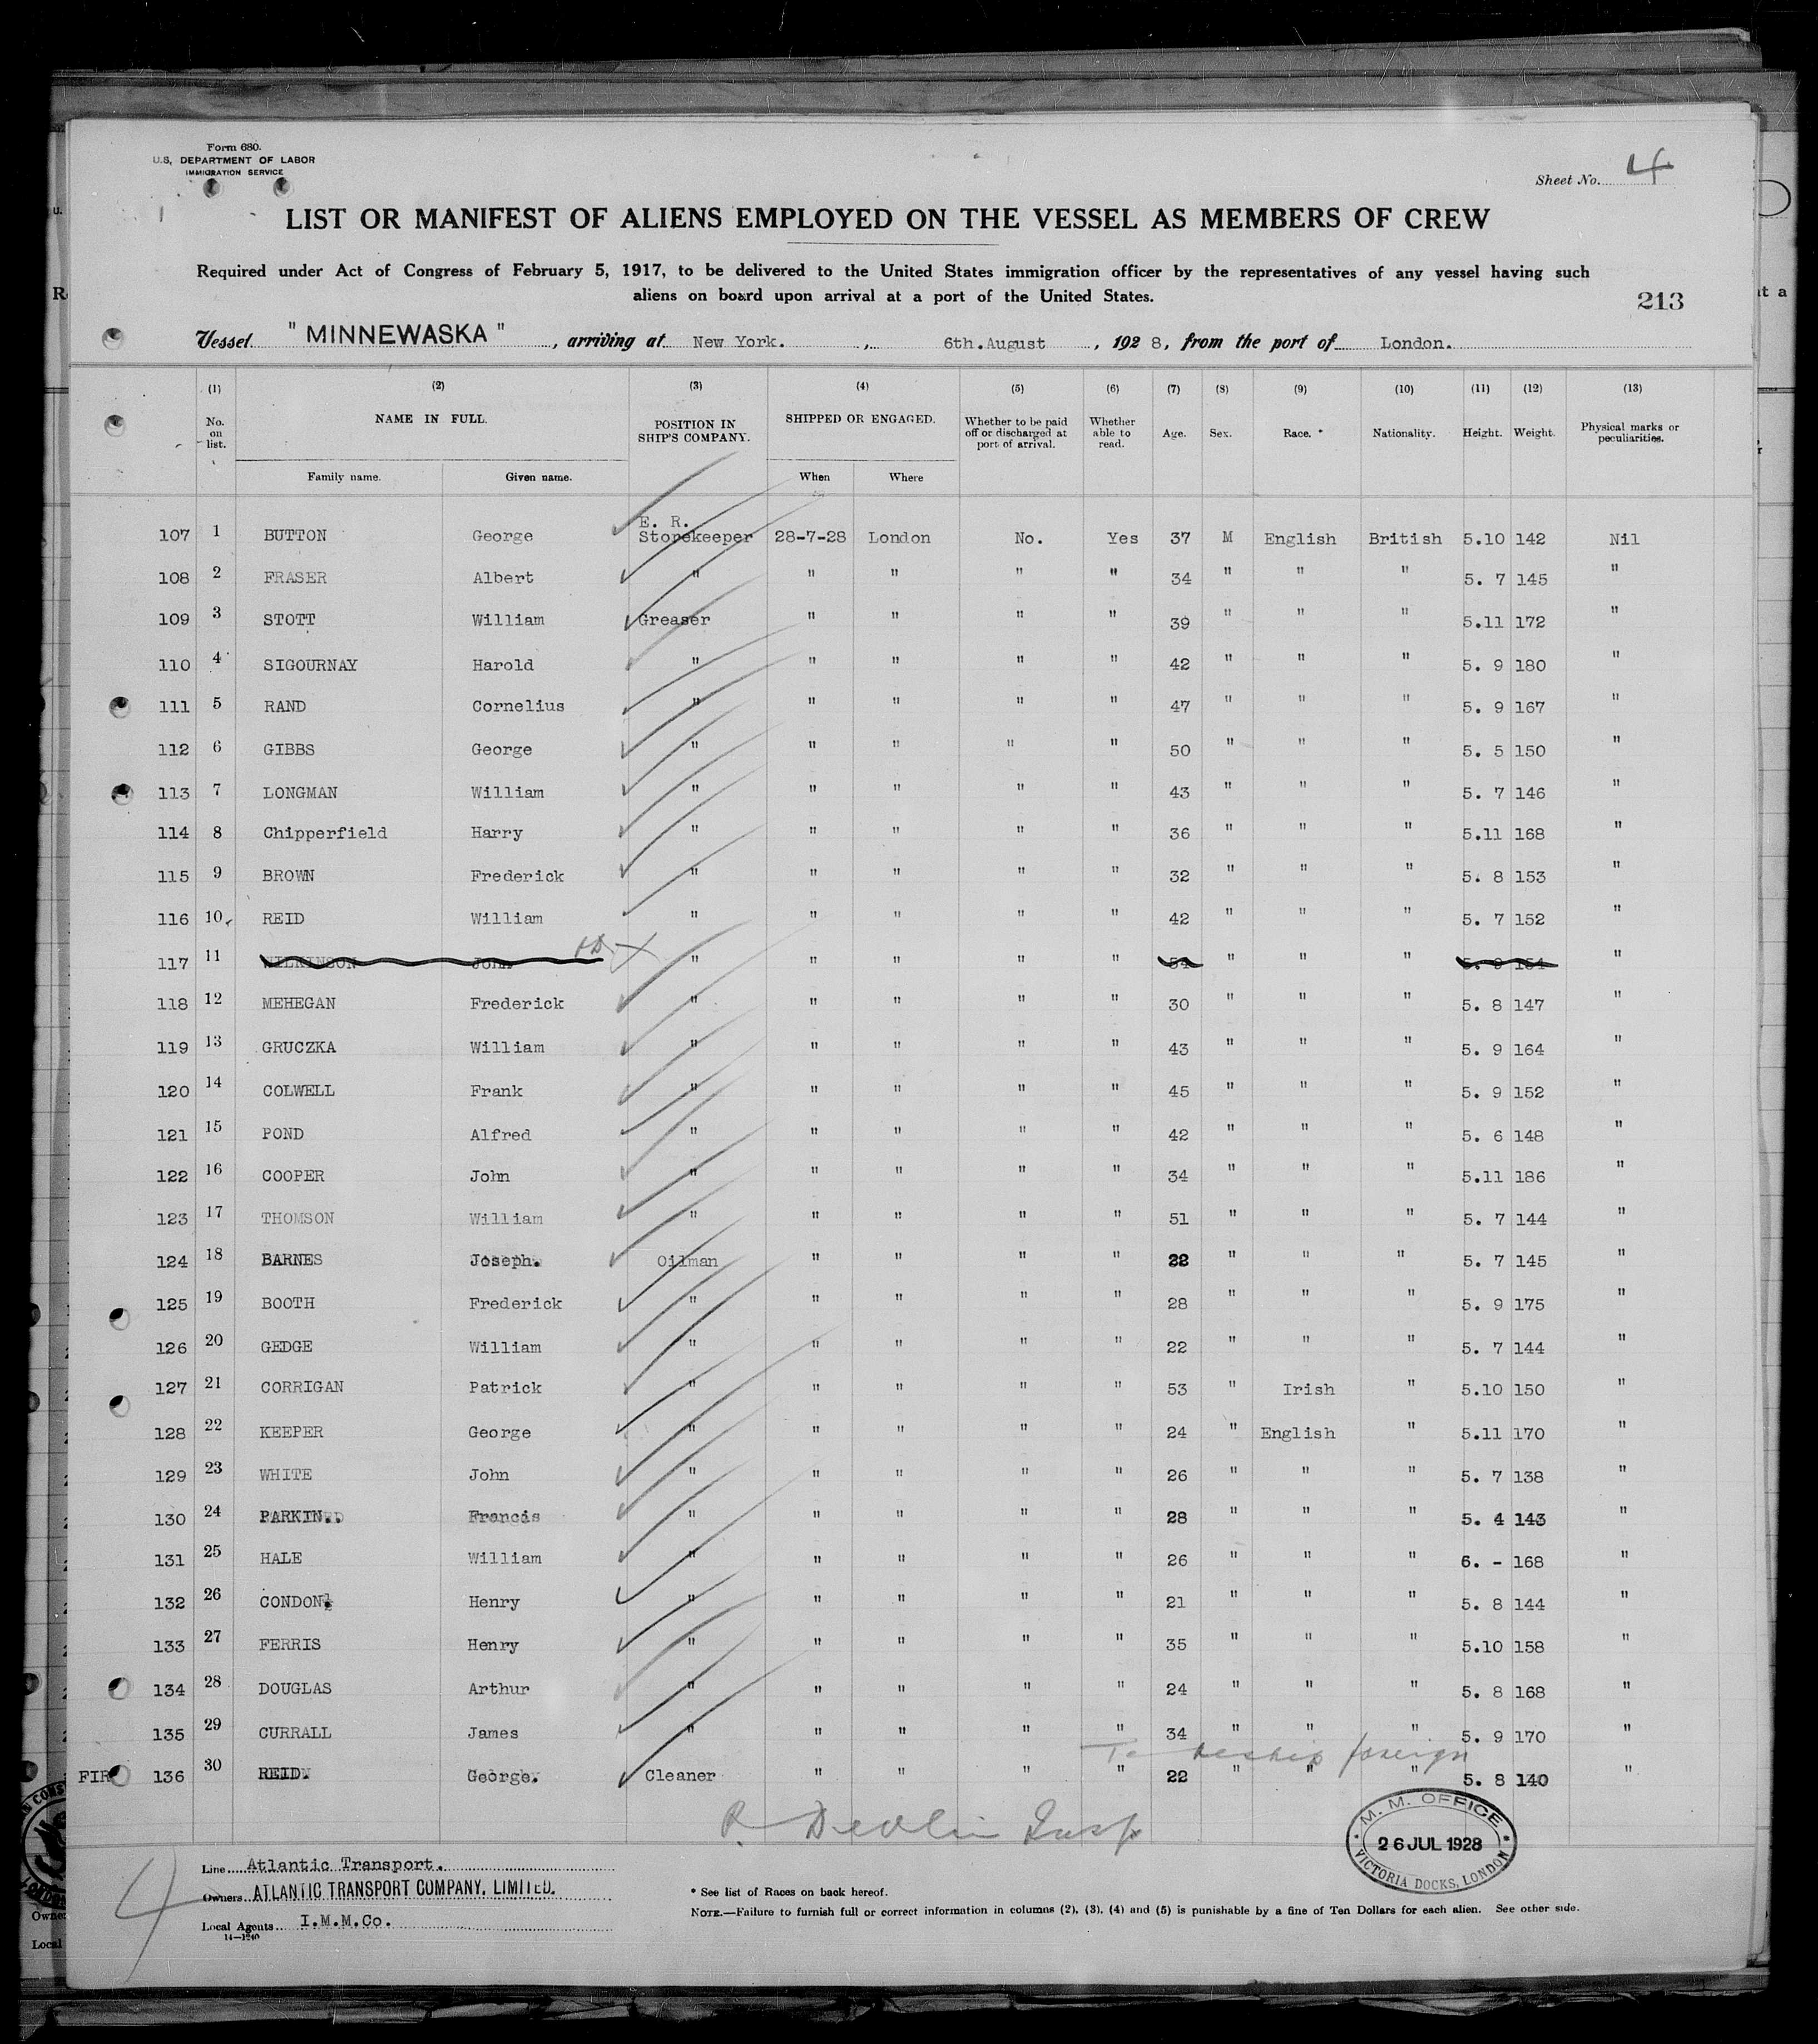 Form 680.
U.S. DEPARTMENT OF LABOR
IMMIGRATION SERVICE
Sheet No. 4
LIST OR MANIFEST OF ALIENS EMPLOYED ON THE VESSEL AS MEMBERS OF CREW
Required under Act of Congress of February 5, 1917, to be delivered to the United States immigration officer by the representatives of any vessel having such
aliens on board upon arrival at a port of the United States.
213
Vessel "MINNEWASKA", arriving at New York., 6th.August, 1928, from the port of London.
(1) (2) (3) (4) (5) (6) (7) (8) (9) (10) (11) (12) (13)
No. on list. NAME IN FULL. POSITION IN SHIP'S COMPANY. SHIPPED OR ENGAGED. Whether to be paid off or discharged at port of arrival. Whether able to read. Age. Sex. Race. * Nationality. Height. Weight. Physical marks or peculiarities.
Family name. Given name. When Where
107 1 BUTTON George E. R. Storekeeper 28-7-28 London No. Yes 37 M English British 5.10 142 Nil
108 2 FRASER Albert " " " " " 34 " " " 5. 7 145 "
109 3 STOTT William Greaser " " " " 39 " " " 5.11 172 "
110 4 SIGOURNAY Harold " " " " " 42 " " " 5. 9 180 "
111 5 RAND Cornelius " " " " " 47 " " " 5. 9 167 "
112 6 GIBBS George " " " " " 50 " " " 5. 5 150 "
113 7 LONGMAN William " " " " " 43 " " " 5. 7 146 "
114 8 Chipperfield Harry " " " " " 36 " " " 5.11 168 "
115 9 BROWN Frederick " " " " " 32 " " " 5. 8 153 "
116 10 REID William " " " " " 42 " " " 5. 7 152 "
117 11 WILKINSON John " " " " " 54 " " " 5. 9 154 "
118 12 MEHEGAN Frederick " " " " " 30 " " " 5. 8 147 "
119 13 GRUCZKA William " " " " " 43 " " " 5. 9 164 "
120 14 COLWELL Frank " " " " " 45 " " " 5. 9 152 "
121 15 POND Alfred " " " " " 42 " " " 5. 6 148 "
122 16 COOPER John " " " " " 34 " " " 5.11 186 "
123 17 THOMSON William " " " " " 51 " " " 5. 7 144 "
124 18 BARNES Joseph. Oilman " " " " 22 " " " 5. 7 145 "
125 19 BOOTH Frederick " " " " " 28 " " " 5. 9 175 "
126 20 GEDGE William " " " " " 22 " " " 5. 7 144 "
127 21 CORRIGAN Patrick " " " " " 53 " Irish " 5.10 150 "
128 22 KEEPER George " " " " " 24 " English " 5.11 170 "
129 23 WHITE John " " " " " 26 " " " 5. 7 138 "
130 24 PARKIN.. Francis " " " " " 28 " " " 5. 4 143 "
131 25 HALE William " " " " " 26 " " " 6. - 168 "
132 26 CONDON Henry " " " " " 21 " " " 5. 8 144 "
133 27 FERRIS Henry " " " " " 35 " " " 5.10 158 "
134 28 DOUGLAS Arthur " " " " " 24 " " " 5. 8 168 "
135 29 CURRALL James " " " " " 34 " " " 5. 9 170 "
To reship foreign
FIR 136 30 REID. George. Cleaner " " " " 22 " " " 5. 8 140 "
P. Devlin Insp
M. M. OFFICE
26 JUL 1928
VICTORIA DOCKS, LONDON
4
Line Atlantic Transport.
Owners ATLANTIC TRANSPORT COMPANY, LIMITED.
Local Agents I.M.M.Co.
14—1240
* See list of Races on back hereof.
NOTE.—Failure to furnish full or correct information in columns (2), (3), (4) and (5) is punishable by a fine of Ten Dollars for each alien. See other side.